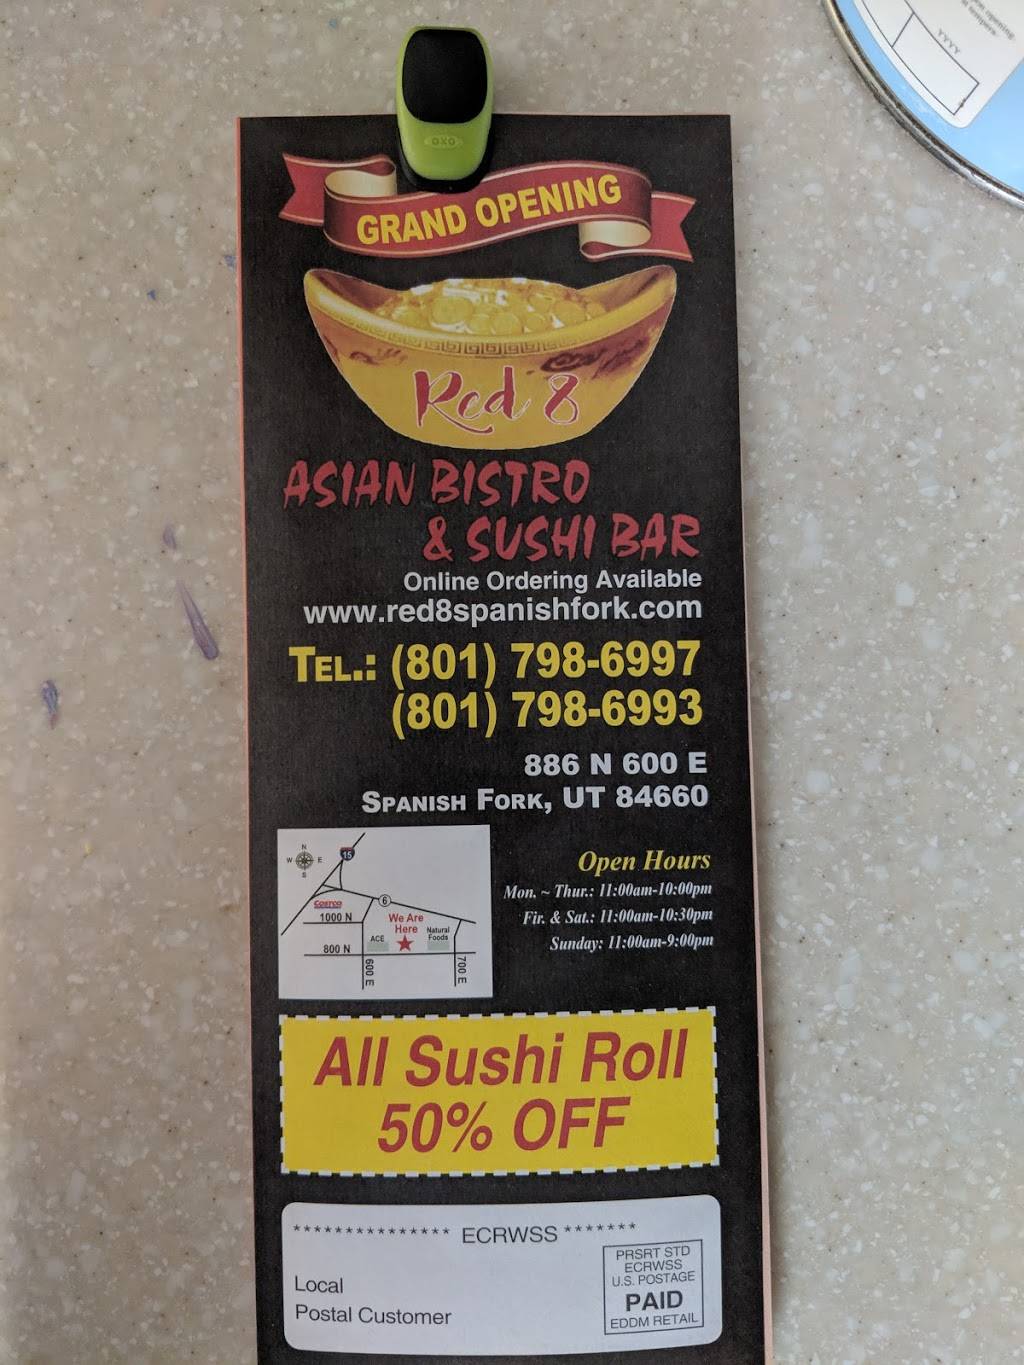 OXO
GRAND OPENING
Red 8
ASIAN BISTRO
& SUSHI BAR
Online Ordering Available
www.red8spanishfork.com
TEL.: (801) 798-6997
(801) 798-6993
886 N 600 E
SPANISH FORK, UT 84660
Open Hours
Mon. ~ Thur.: 11:00am-10:00pm
Fir. & Sat.: 11:00am-10:30pm
Sunday: 11:00am-9:00pm
N
W E
S
15
COSTCO
6
1000 N
We Are
Here
ACE
Natural
Foods
800 N
600 E
700 E
All Sushi Roll
50% OFF
************** ECRWSS *******
Local
Postal Customer
PRSRT STD
ECRWSS
U.S. POSTAGE
PAID
EDDM RETAIL
YYYY
opening